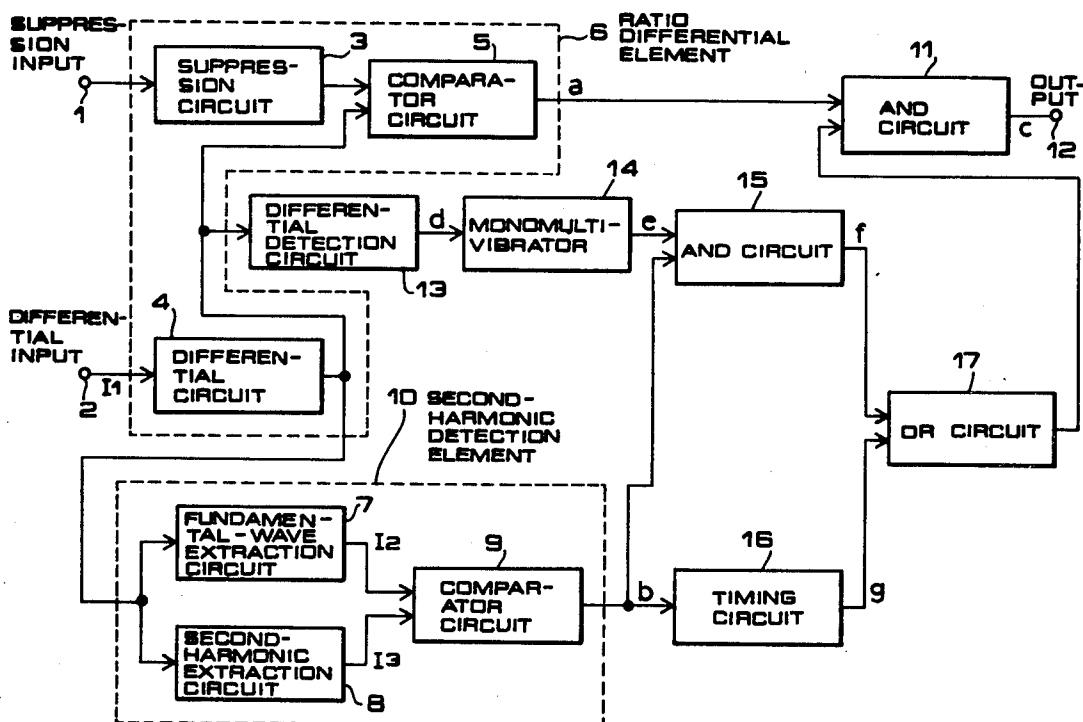 SUPPRES-
SION
INPUT
1
SUPPRES-
SION
CIRCUIT
3
COMPARA-
TOR
CIRCUIT
5
a
6
RATIO
DIFFERENTIAL
ELEMENT
11
AND
CIRCUIT
c
OUT-
PUT
12
DIFFEREN-
TIAL
DETECTION
CIRCUIT
13
d
14
MONOMULTI-
VIBRATOR
e
15
AND CIRCUIT
f
DIFFEREN-
TIAL
INPUT
2
I1
4
DIFFEREN-
TIAL
CIRCUIT
17
OR CIRCUIT
10
SECOND-
HARMONIC
DETECTION
ELEMENT
FUNDAMEN-
TAL-WAVE
EXTRACTION
CIRCUIT
7
I2
SECOND-
HARMONIC
EXTRACTION
CIRCUIT
8
I3
9
COMPAR-
ATOR
CIRCUIT
b
16
TIMING
CIRCUIT
g